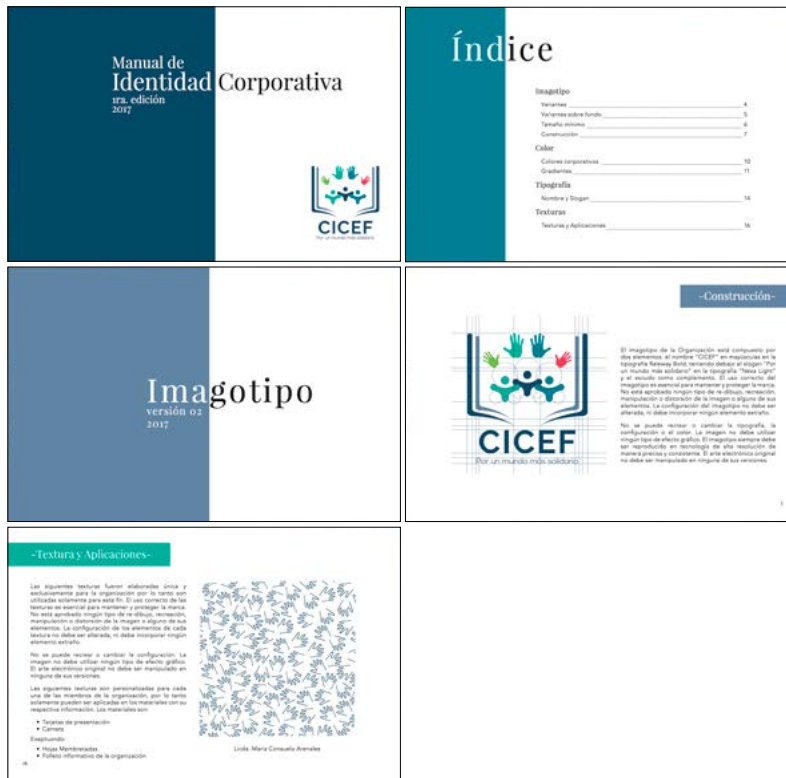 Manual de
Identidad Corporativa
1ra. edición
2017
CICEF
Por un mundo más solidario
Índice
Imagotipo
Variantes 4
Variantes sobre fondo 5
Tamaño mínimo 6
Construcción 7
Color
Colores corporativos 10
Gradientes 11
Tipografía
Nombre y Slogan 14
Texturas
Texturas y Aplicaciones 16
Imagotipo
versión 02
2017
-Construcción-
CICEF
Por un mundo más solidario
El imagotipo de la Organización está compuesto por
dos elementos: el nombre "CICEF" en mayúsculas en la
tipografía Raleway Bold, teniendo debajo el slogan "Por
un mundo más solidario" en la tipografía "Nexa Light"
y el escudo como complemento. El uso correcto del
imagotipo es esencial para mantener y proteger la marca.
No está aprobado ningún tipo de re-dibujo, recreación,
manipulación o distorsión de la imagen o alguno de sus
elementos. La configuración del imagotipo no debe ser
alterada, ni debe incorporar ningún elemento extraño.
No se puede recrear o cambiar la tipografía, la
configuración o el color. La imagen no debe utilizar
ningún tipo de efecto gráfico. El imagotipo siempre debe
ser reproducido en tecnología de alta resolución de
manera precisa y consistente. El arte electrónico original
no debe ser manipulado en ninguna de sus versiones.
-Textura y Aplicaciones-
Las siguientes texturas fueron elaboradas única y
exclusivamente para la organización por lo tanto son
utilizadas solamente para este fin. El uso correcto de las
texturas es esencial para mantener y proteger la marca.
No está aprobado ningún tipo de re-dibujo, recreación,
manipulación o distorsión de la imagen o alguno de sus
elementos. La configuración de los elementos de cada
textura no debe ser alterada, ni debe incorporar ningún
elemento extraño.
No se puede recrear o cambiar la configuración. La
imagen no debe utilizar ningún tipo de efecto gráfico.
El arte electrónico original no debe ser manipulado en
ninguna de sus versiones.
Las siguientes texturas son personalizadas para cada
una de las miembros de la organización, por lo tanto
solamente pueden ser aplicadas en los materiales con su
respectiva información. Los materiales son:
• Tarjetas de presentación
• Carnets
Exeptuando:
• Hojas Membretadas
• Folleto informativo de la organización
Licda. María Consuelo Arenales